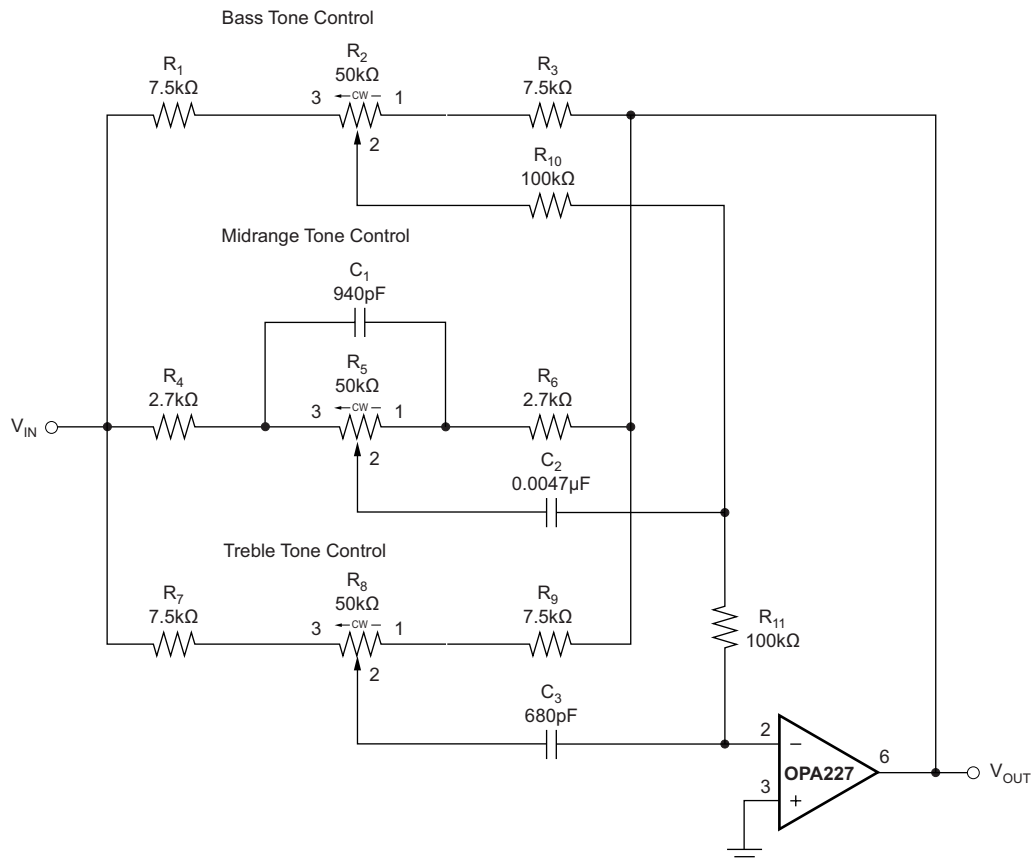 Bass Tone Control
R1
7.5kΩ
R2
50kΩ
R3
7.5kΩ
3
CW
1
2
R10
100kΩ
Midrange Tone Control
C1
940pF
R4
2.7kΩ
R5
50kΩ
R6
2.7kΩ
3
CW
1
VIN
2
C2
0.0047µF
Treble Tone Control
R7
7.5kΩ
R8
50kΩ
R9
7.5kΩ
3
CW
1
2
R11
100kΩ
C3
680pF
2
−
OPA227
6
VOUT
3
+